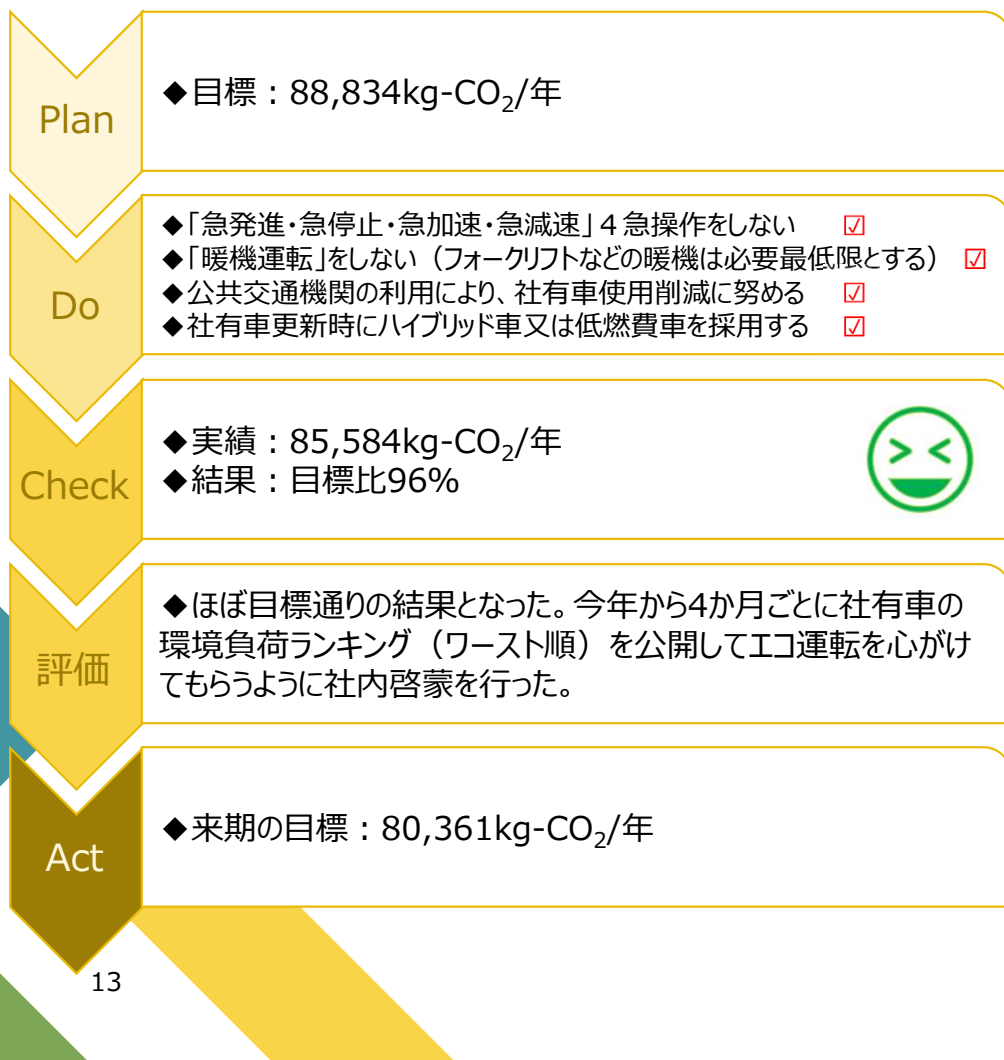 Plan
◆目標：88,834kg-CO₂/年
Do
◆「急発進・急停止・急加速・急減速」４急操作をしない ☑
◆「暖機運転」をしない（フォークリフトなどの暖機は必要最低限とする） ☑
◆公共交通機関の利用により、社有車使用削減に努める ☑
◆社有車更新時にハイブリッド車又は低燃費車を採用する ☑
Check
◆実績：85,584kg-CO₂/年
◆結果：目標比96%
評価
◆ほぼ目標通りの結果となった。今年から4か月ごとに社有車の
環境負荷ランキング（ワースト順）を公開してエコ運転を心がけ
てもらうように社内啓蒙を行った。
Act
◆来期の目標：80,361kg-CO₂/年
13